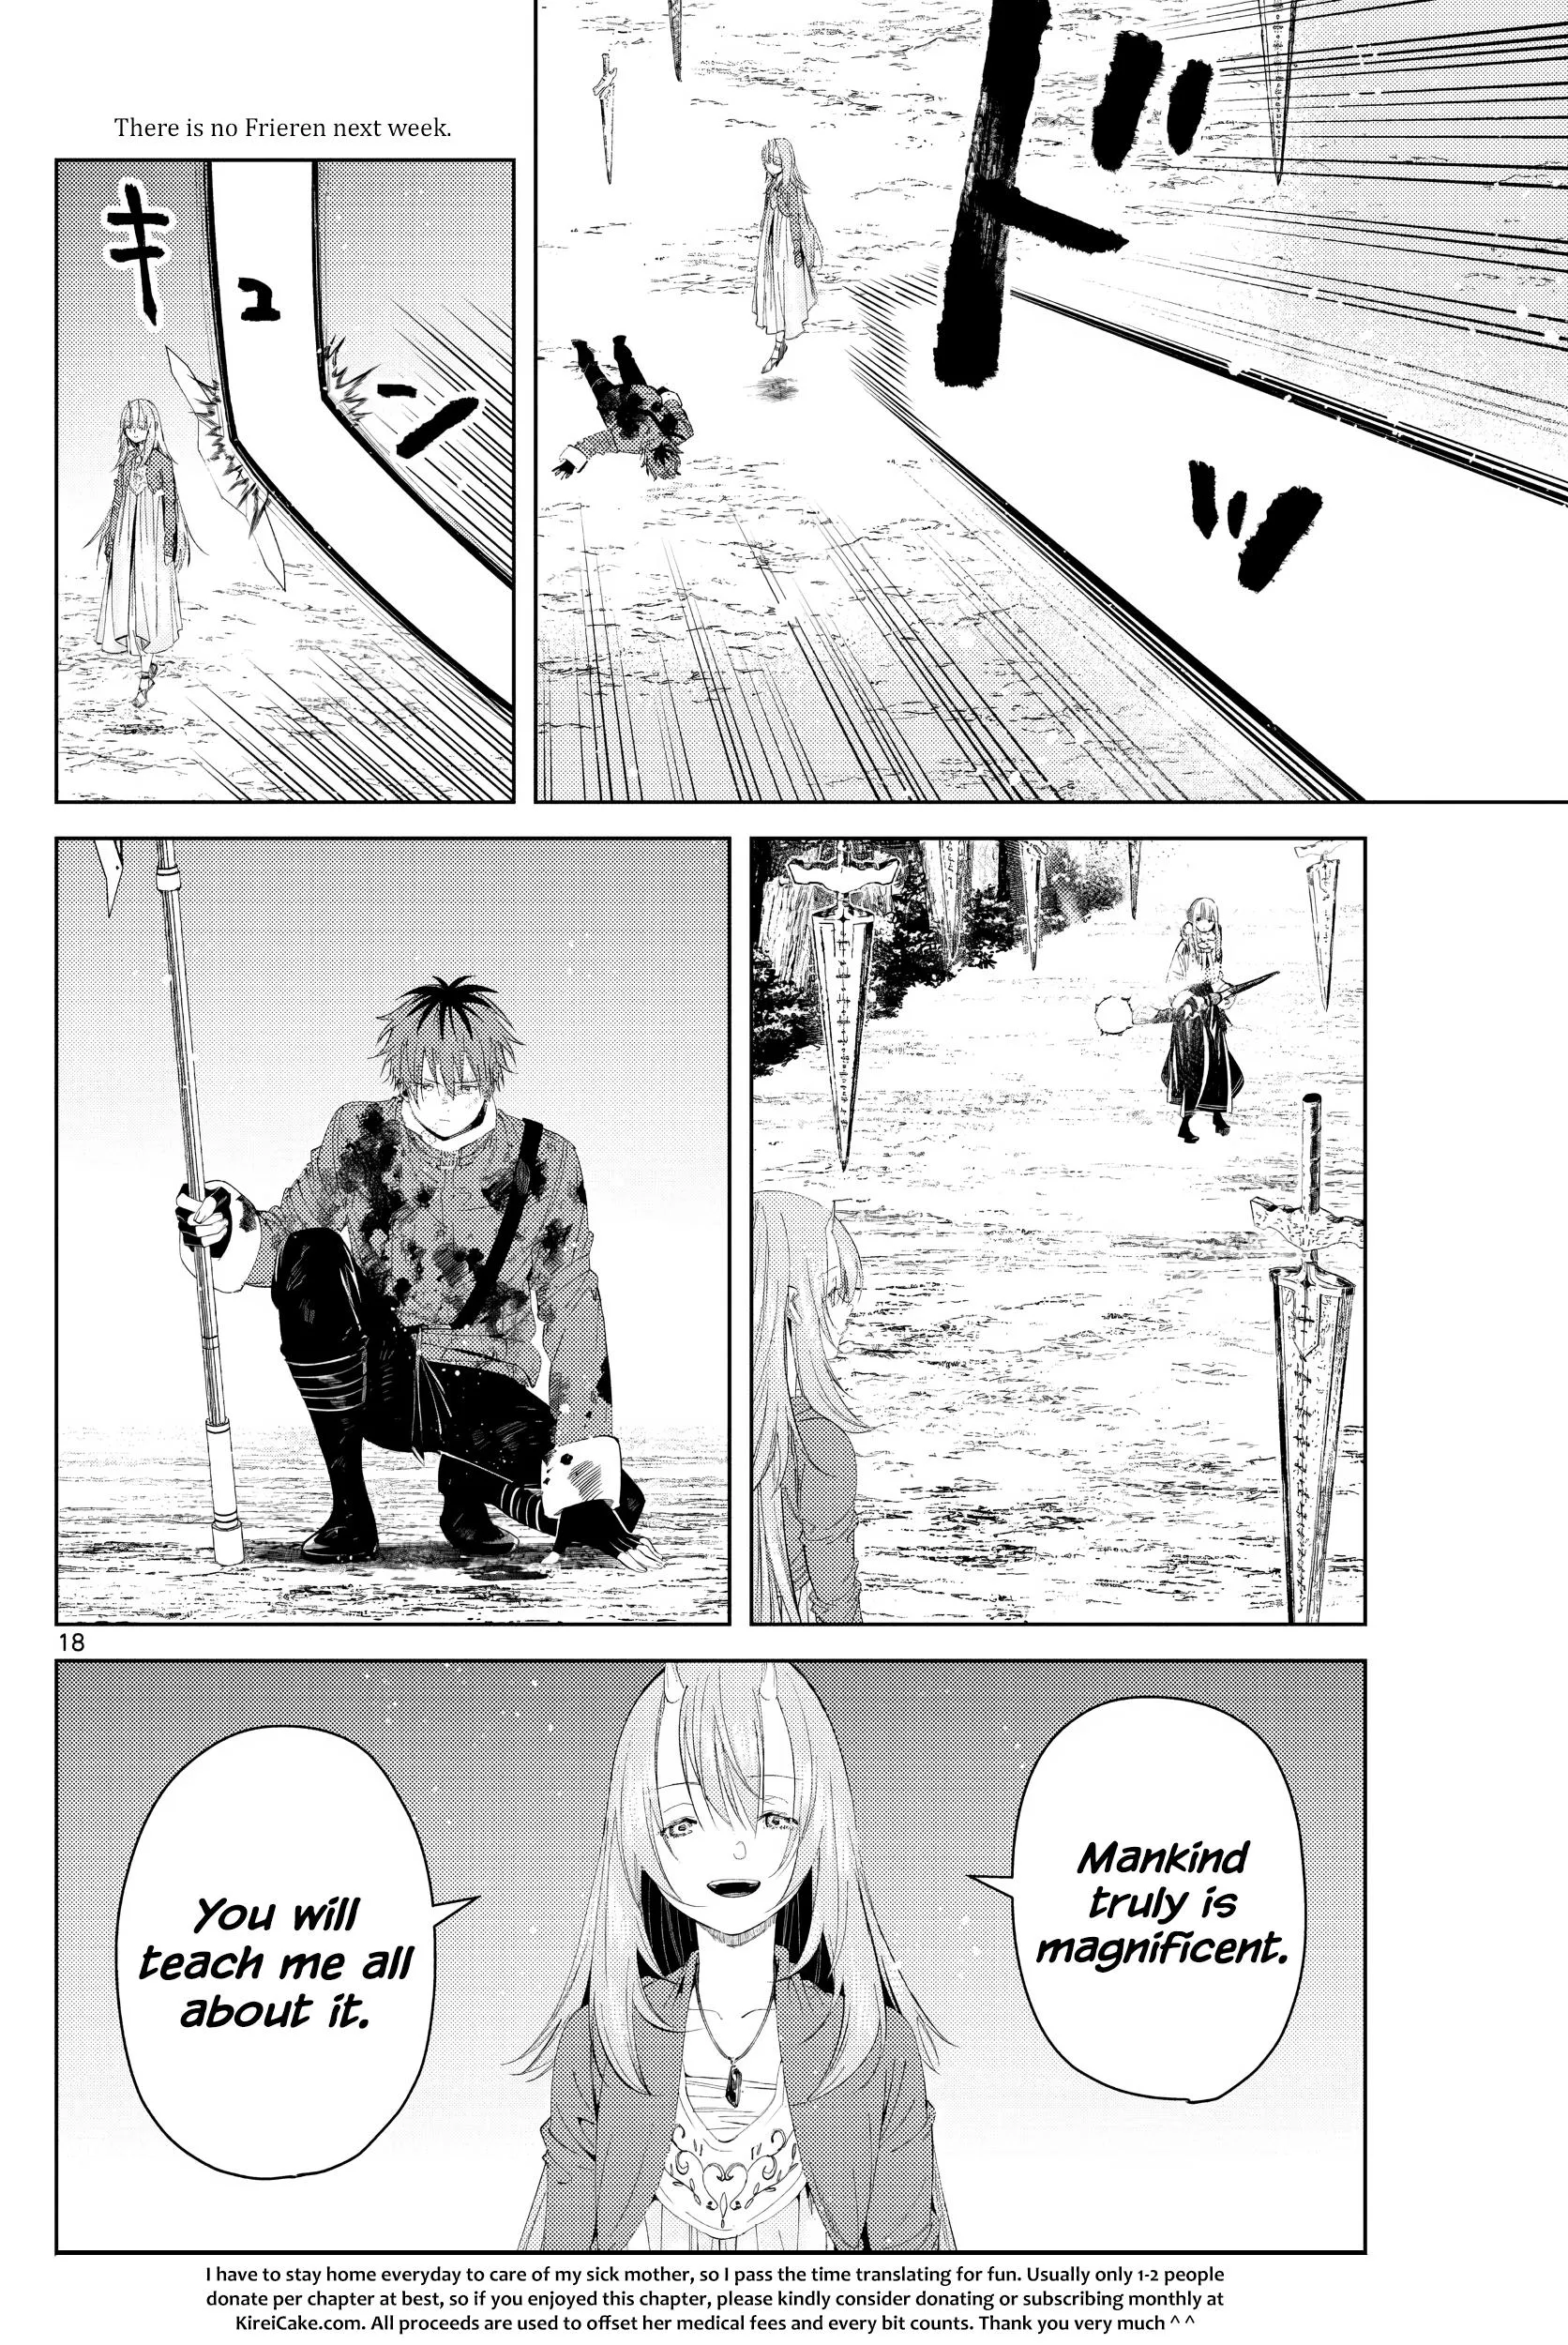 There is no Frieren next week.
ドッ
キュン
18
Mankind
truly is
magnificent.
You will
teach me all
about it.
I have to stay home everyday to care of my sick mother, so I pass the time translating for fun. Usually only 1-2 people
donate per chapter at best, so if you enjoyed this chapter, please kindly consider donating or subscribing monthly at
KireiCake.com. All proceeds are used to offset her medical fees and every bit counts. Thank you very much ^ ^